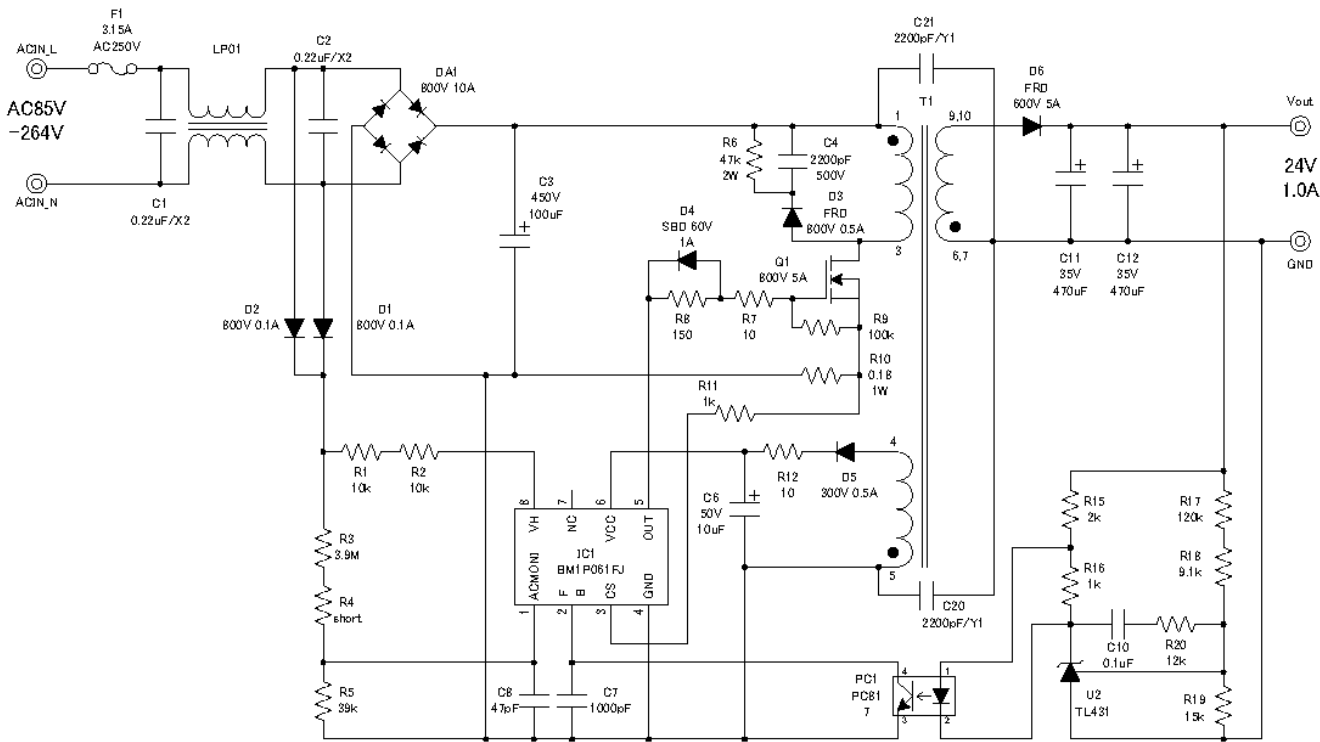 F1
3.15A
AC250V
ACIN_L
LP01
C2
0.22uF/X2
DA1
800V 10A
AC85V
-264V
ACIN_N
C1
0.22uF/X2
C21
2200pF/Y1
T1
1
9,10
D6
FRD
600V 5A
Vout
24V
1.0A
GND
R6
47k
2W
C4
2200pF
500V
D3
FRD
800V 0.5A
3
6,7
C3
450V
100uF
D4
SBD 60V
1A
Q1
800V 5A
C11
35V
470uF
C12
35V
470uF
D2
800V 0.1A
D1
800V 0.1A
R8
150
R7
10
R9
100k
R10
0.18
1W
R11
1k
R1
10k
R2
10k
4
R12
10
D5
300V 0.5A
C6
50V
10uF
5
8
7
6
5
VH
NC
VCC
OUT
IC1
BM1P061FJ
ACMONI
F B
CS
GND
1
2
3
4
R3
3.9M
R4
short
R5
39k
C8
47pF
C7
1000pF
C20
2200pF/Y1
R15
2k
R17
120k
R16
1k
R18
9.1k
C10
0.1uF
R20
12k
PC1
PC81
7
4
1
3
2
U2
TL431
R19
15k